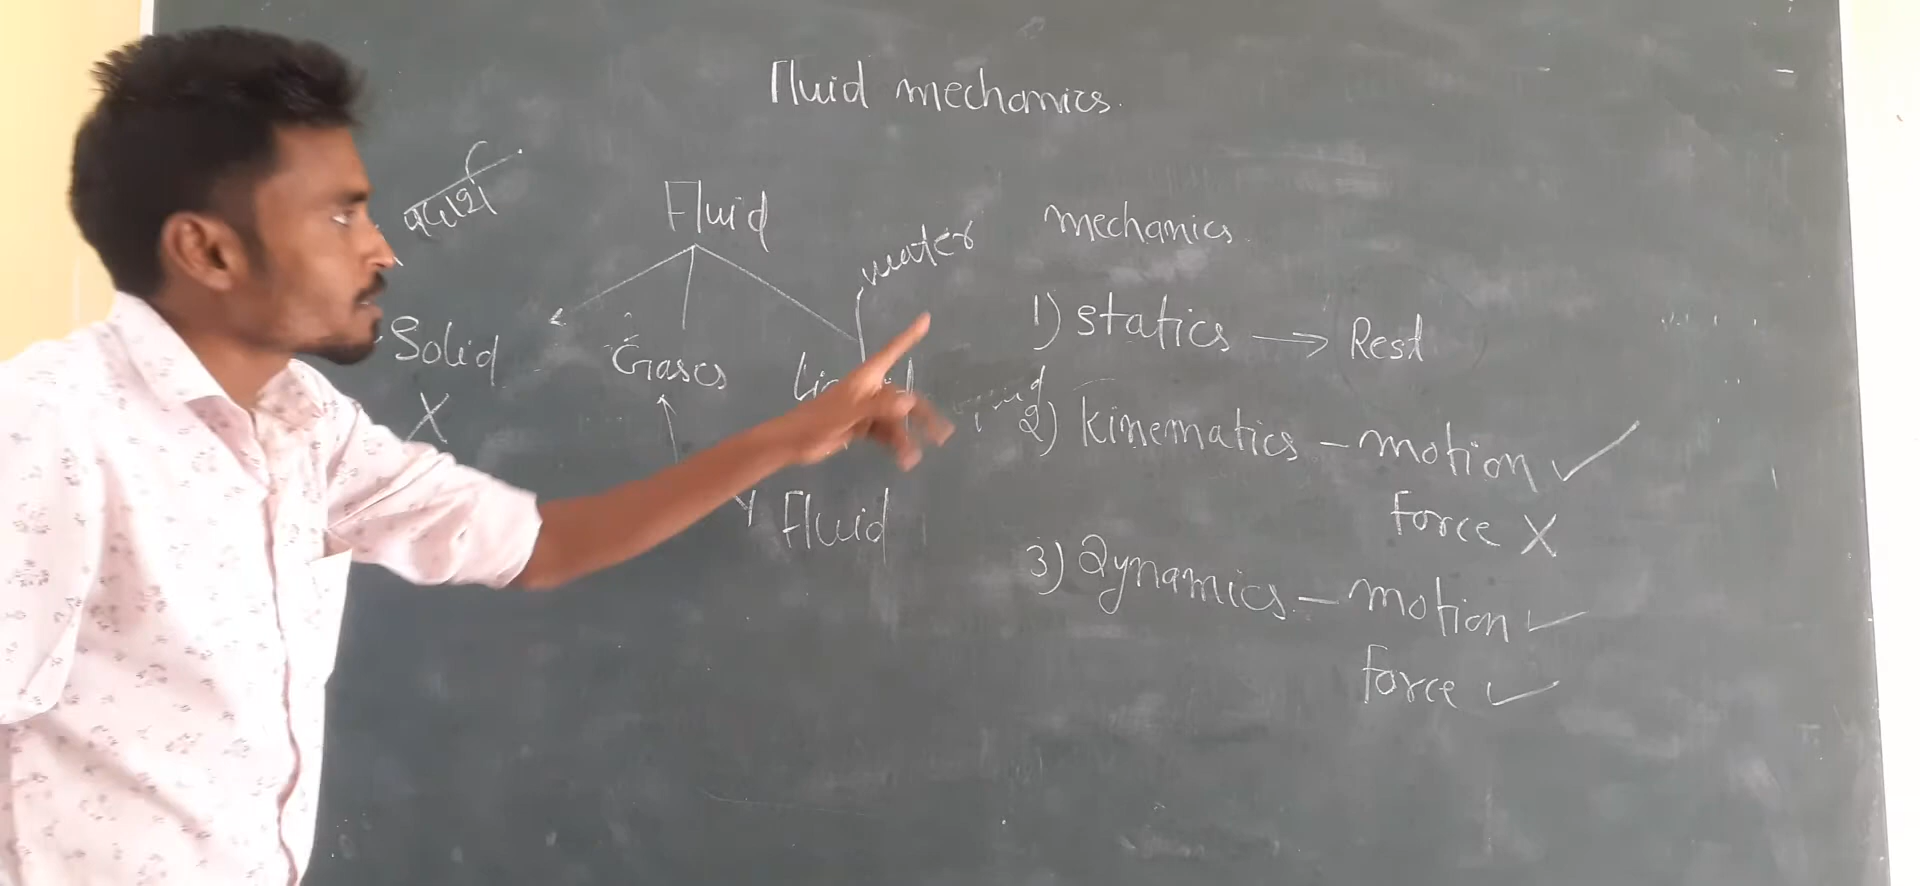 Fluid mechanics.
पदार्थ
Fluid
water
Solid
X
Gases
Fluid
mechanics
1) statics → Rest
2) Kinematics - motion ✓
force X
3) Dynamics - motion ✓
force ✓